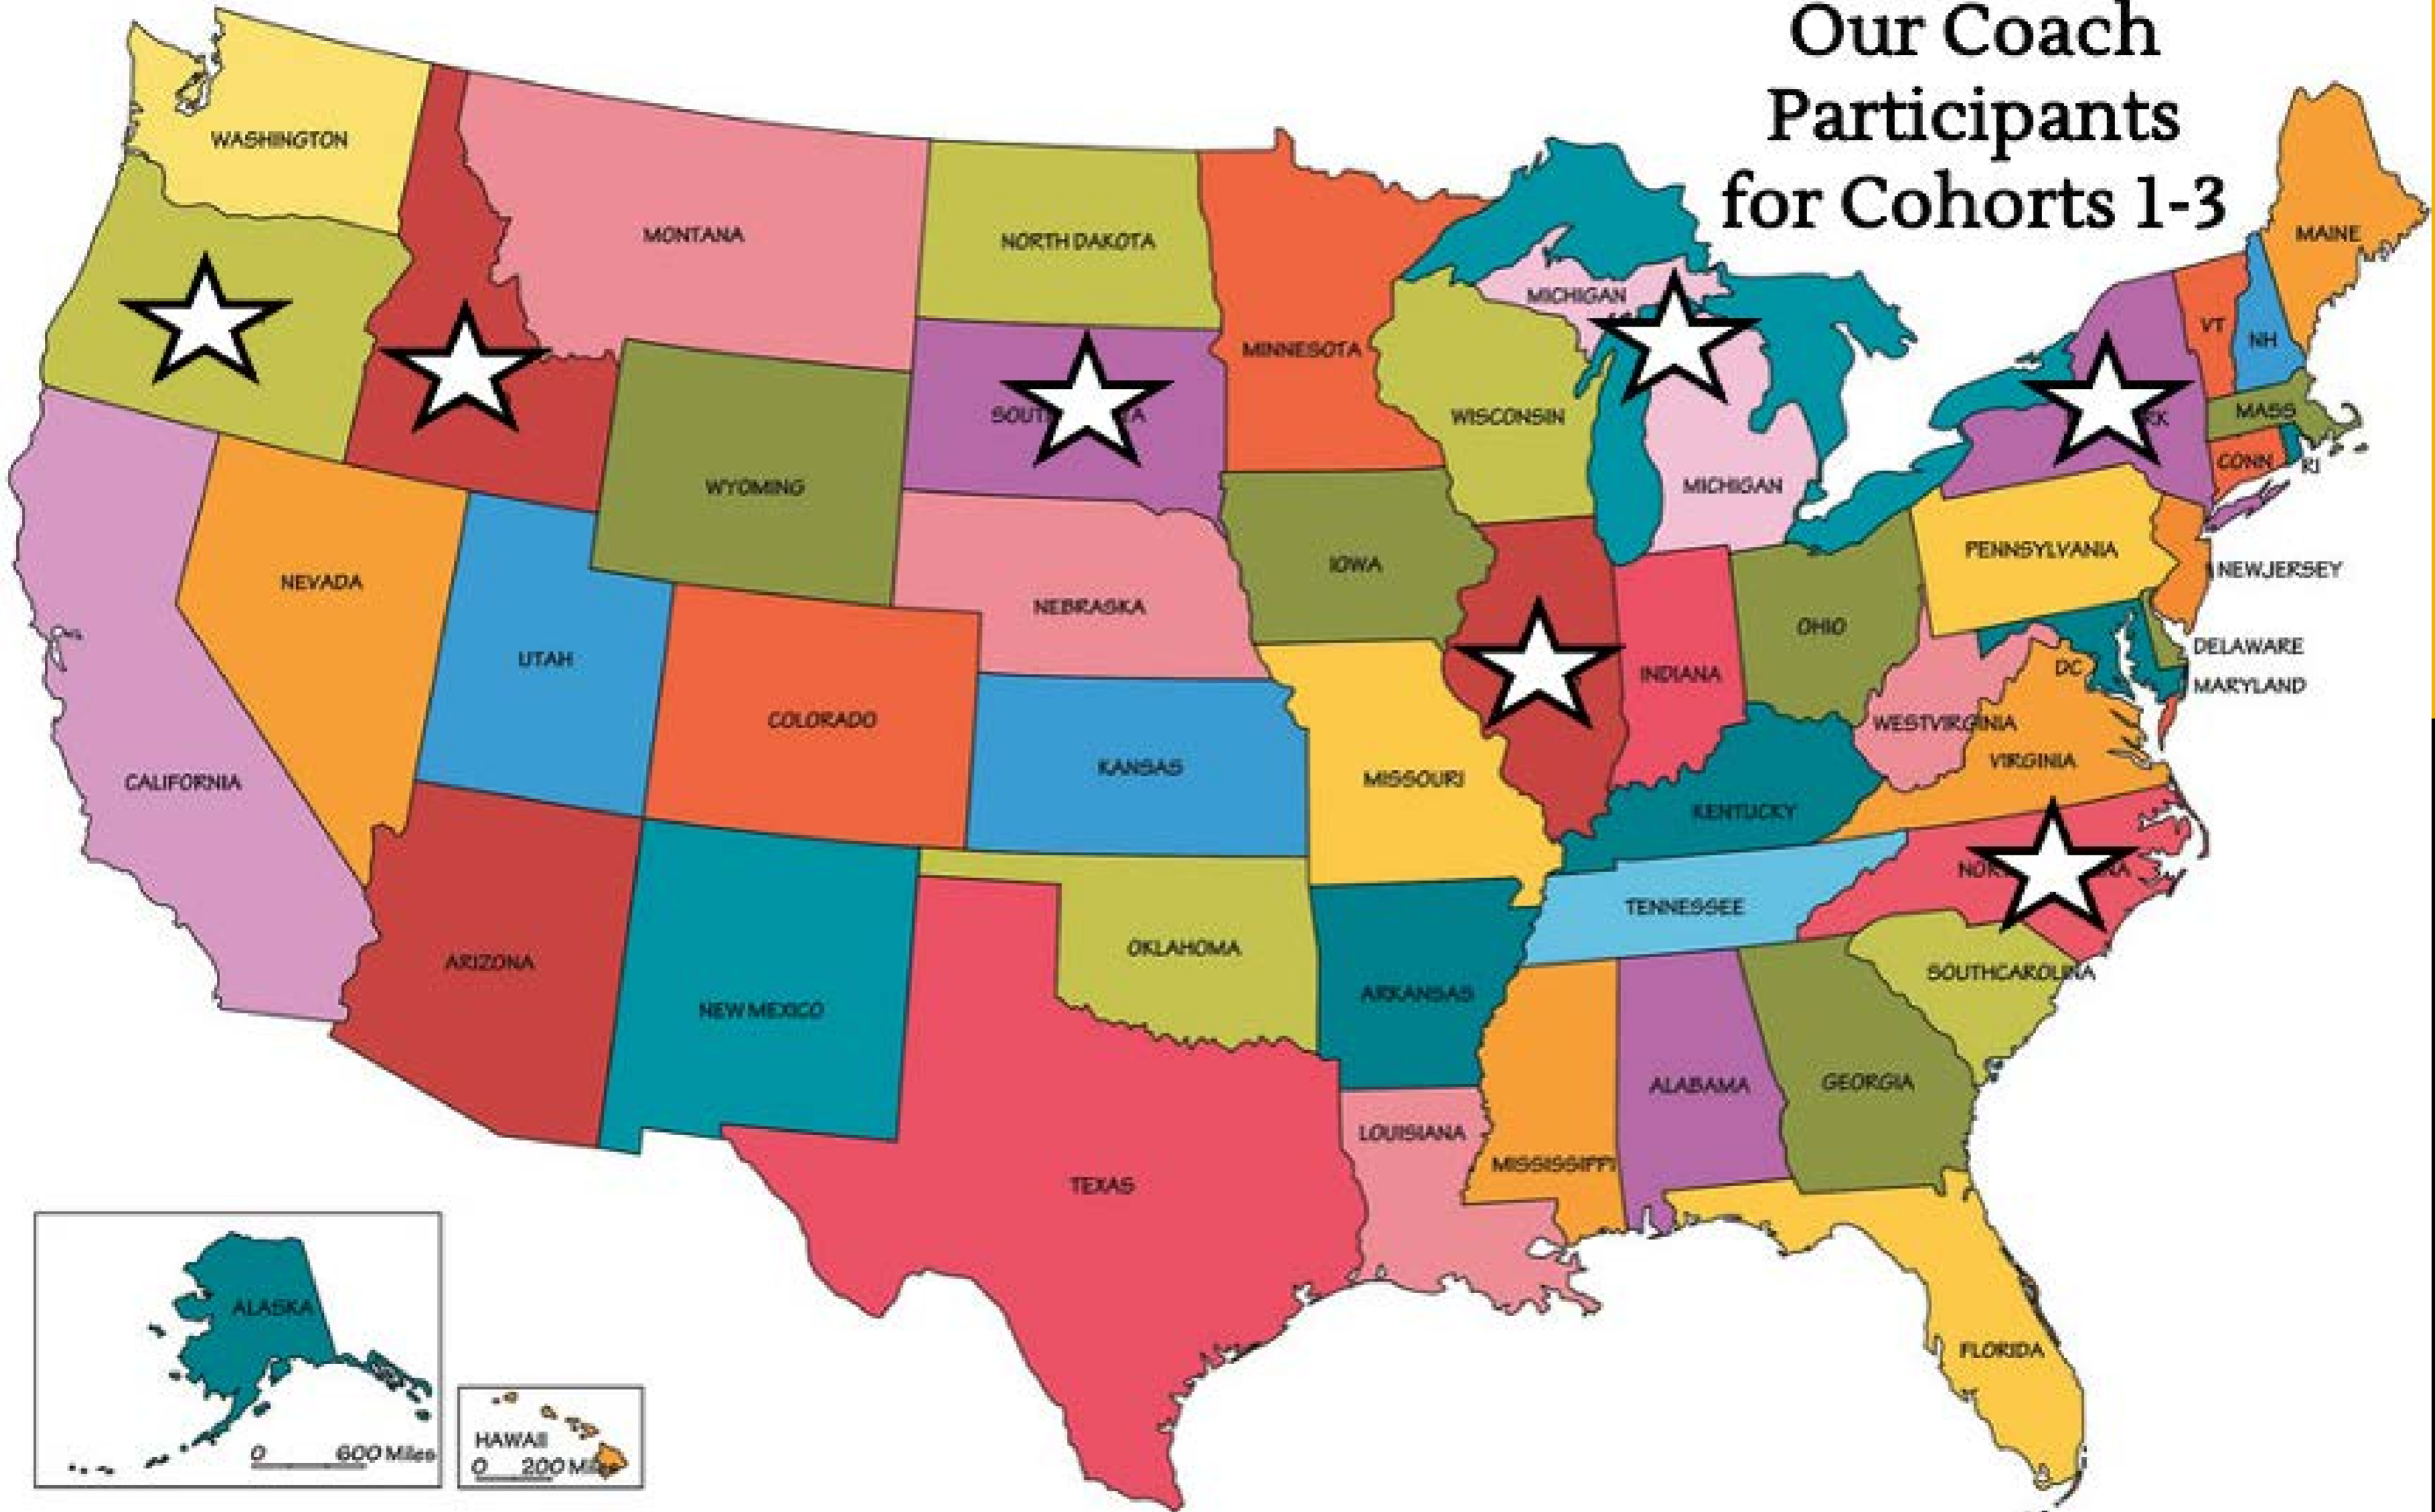 Our Coach
Participants
for Cohorts 1-3
WASHINGTON
MONTANA
NORTH DAKOTA
MINNESOTA
MICHIGAN
WISCONSIN
MICHIGAN
MAINE
VT
NH
MASS
CONN
RI
WYOMING
IOWA
NEBRASKA
NEVADA
UTAH
COLORADO
CALIFORNIA
KANSAS
MISSOURI
INDIANA
OHIO
PENNSYLVANIA
NEWJERSEY
DELAWARE
DC
MARYLAND
WESTVIRGINIA
VIRGINIA
KENTUCKY
TENNESSEE
SOUTHCAROLINA
ARIZONA
NEW MEXICO
OKLAHOMA
ARKANSAS
TEXAS
LOUISIANA
MISSISSIPPI
ALABAMA
GEORGIA
FLORIDA
ALASKA
0 600 Miles
HAWAII
0 200